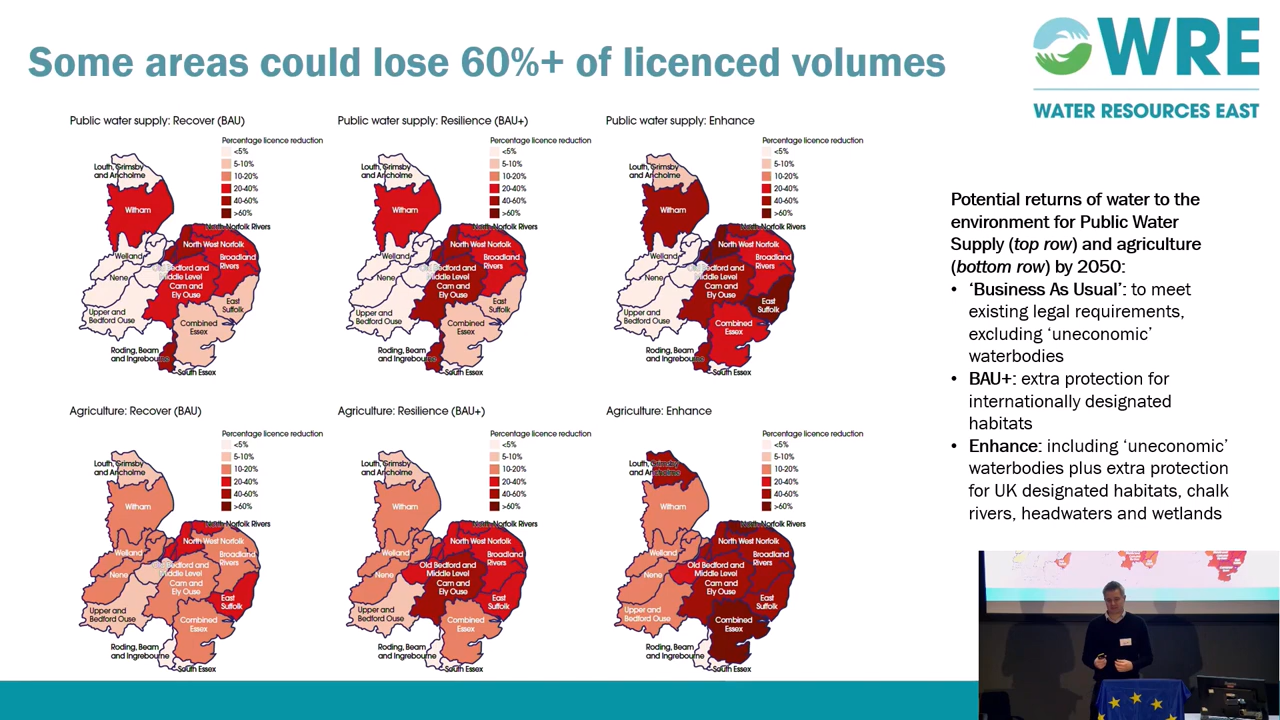 Some areas could lose 60%+ of licenced volumes
WRE
WATER RESOURCES EAST
Public water supply: Recover (BAU)
Percentage licence reduction
<5%
5-10%
10-20%
20-40%
40-60%
>60%
Louth, Grimsby
and Ancholme
Witham
North Norfolk Rivers
North West Norfolk
Welland
Broadland
Rivers
Old Bedford and
Middle Level
Nene
Cam and
Ely Ouse
East
Suffolk
Upper and
Bedford Ouse
Combined
Essex
Roding, Beam
and Ingrebourne
South Essex
Public water supply: Resilience (BAU+)
Percentage licence reduction
<5%
5-10%
10-20%
20-40%
40-60%
>60%
Louth, Grimsby
and Ancholme
Witham
North Norfolk Rivers
North West Norfolk
Welland
Broadland
Rivers
Old Bedford and
Middle Level
Nene
Cam and
Ely Ouse
East
Suffolk
Upper and
Bedford Ouse
Combined
Essex
Roding, Beam
and Ingrebourne
South Essex
Public water supply: Enhance
Percentage licence reduction
<5%
5-10%
10-20%
20-40%
40-60%
>60%
Louth, Grimsby
and Ancholme
Witham
North Norfolk Rivers
North West Norfolk
Welland
Broadland
Rivers
Old Bedford and
Middle Level
Nene
Cam and
Ely Ouse
East
Suffolk
Upper and
Bedford Ouse
Combined
Essex
Roding, Beam
and Ingrebourne
South Essex
Agriculture: Recover (BAU)
Percentage licence reduction
<5%
5-10%
10-20%
20-40%
40-60%
>60%
Louth, Grimsby
and Ancholme
Witham
North Norfolk Rivers
North West Norfolk
Welland
Broadland
Rivers
Old Bedford and
Middle Level
Nene
Cam and
Ely Ouse
East
Suffolk
Upper and
Bedford Ouse
Combined
Essex
Roding, Beam
and Ingrebourne
South Essex
Agriculture: Resilience (BAU+)
Percentage licence reduction
<5%
5-10%
10-20%
20-40%
40-60%
>60%
Louth, Grimsby
and Ancholme
Witham
North Norfolk Rivers
North West Norfolk
Welland
Broadland
Rivers
Old Bedford and
Middle Level
Nene
Cam and
Ely Ouse
East
Suffolk
Upper and
Bedford Ouse
Combined
Essex
Roding, Beam
and Ingrebourne
South Essex
Agriculture: Enhance
Percentage licence reduction
<5%
5-10%
10-20%
20-40%
40-60%
>60%
Louth, Grimsby
and Ancholme
Witham
North Norfolk Rivers
North West Norfolk
Welland
Broadland
Rivers
Old Bedford and
Middle Level
Nene
Cam and
Ely Ouse
East
Suffolk
Upper and
Bedford Ouse
Combined
Essex
Roding, Beam
and Ingrebourne
South Essex
Potential returns of water to the
environment for Public Water
Supply (top row) and agriculture
(bottom row) by 2050:
• ‘Business As Usual’: to meet
existing legal requirements,
excluding ‘uneconomic’
waterbodies
• BAU+: extra protection for
internationally designated
habitats
• Enhance: including ‘uneconomic’
waterbodies plus extra protection
for UK designated habitats, chalk
rivers, headwaters and wetlands